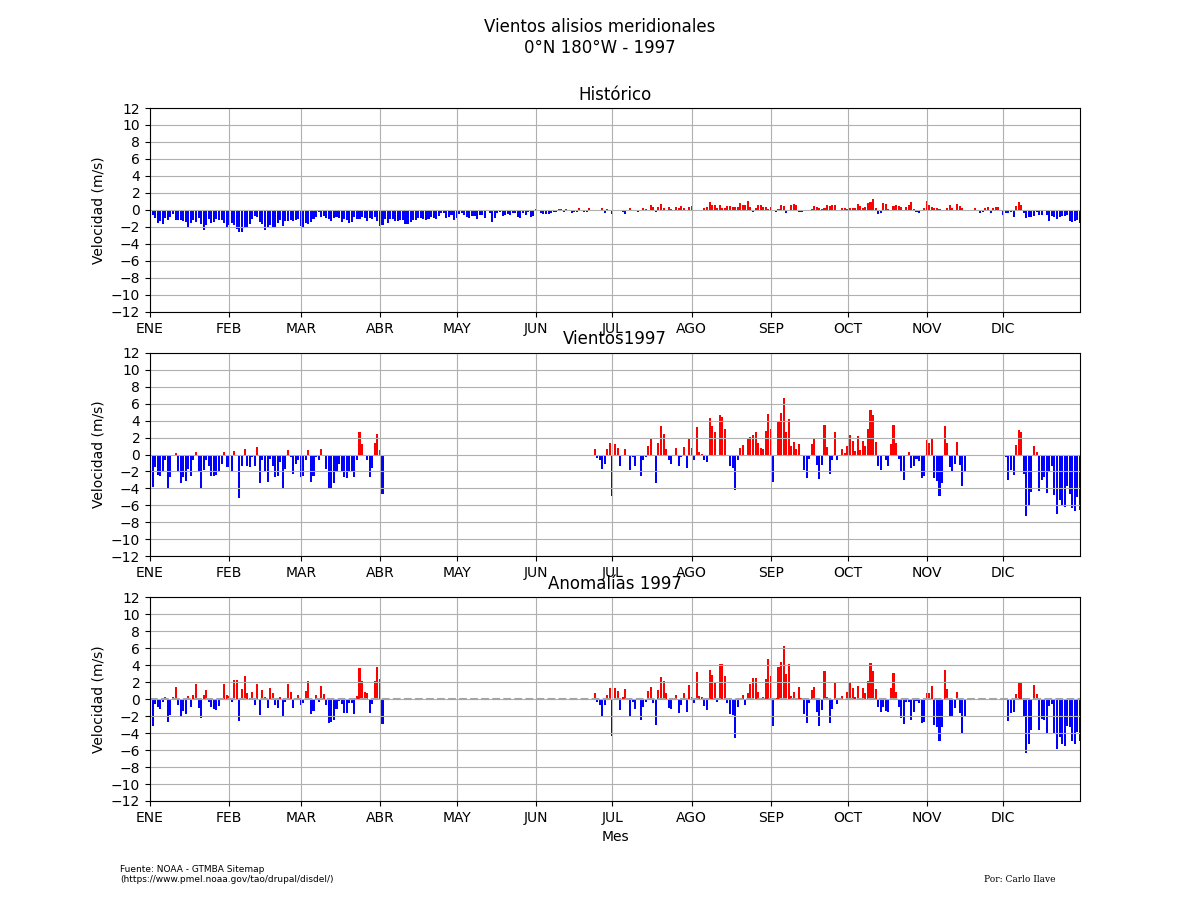 Vientos alisios meridionales
0°N 180°W - 1997
Histórico
12
10
8
6
4
2
0
−2
−4
−6
−8
−10
−12
Velocidad (m/s)
ENE FEB MAR ABR MAY JUN JUL AGO SEP OCT NOV DIC
Vientos1997
12
10
8
6
4
2
0
−2
−4
−6
−8
−10
−12
Velocidad (m/s)
ENE FEB MAR ABR MAY JUN JUL AGO SEP OCT NOV DIC
Anomalías 1997
12
10
8
6
4
2
0
−2
−4
−6
−8
−10
−12
Velocidad (m/s)
ENE FEB MAR ABR MAY JUN JUL AGO SEP OCT NOV DIC
Mes
Fuente: NOAA - GTMBA Sitemap
(https://www.pmel.noaa.gov/tao/drupal/disdel/)
Por: Carlo Ilave